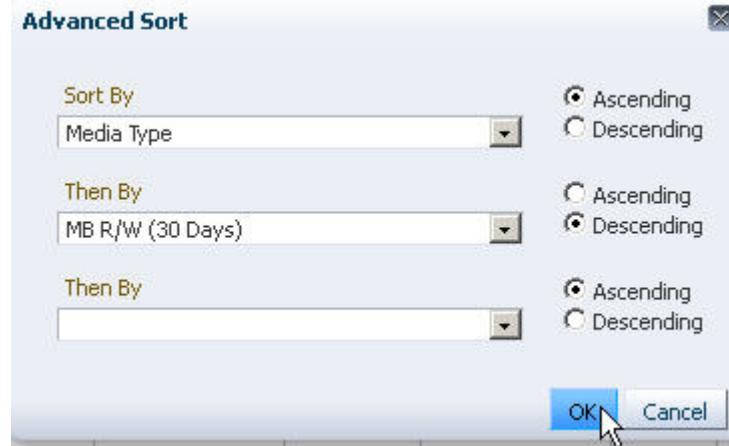 Advanced Sort
Sort By
Media Type
Ascending
Descending
Then By
MB R/W (30 Days)
Ascending
Descending
Then By
Ascending
Descending
OK
Cancel